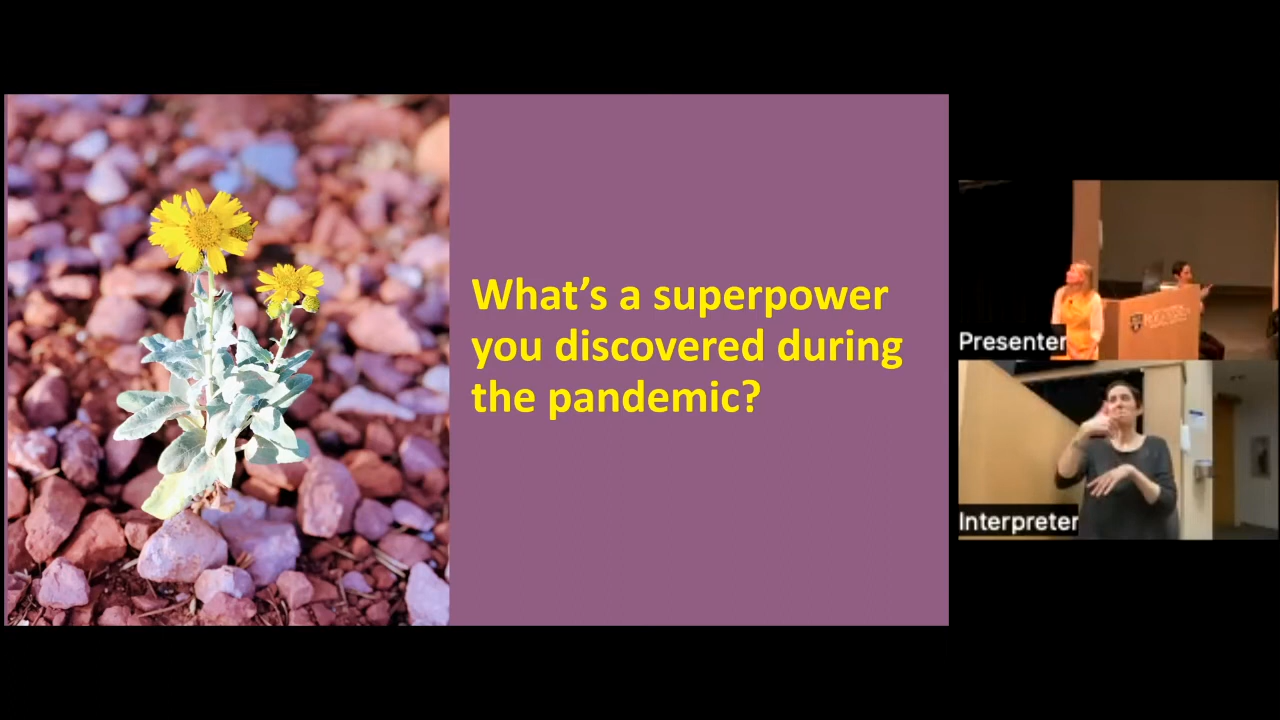 What's a superpower
you discovered during
the pandemic?
Presenter
Interpreter